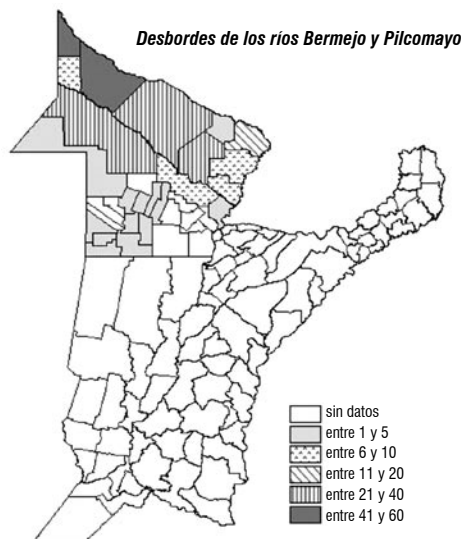 Desbordes de los ríos Bermejo y Pilcomayo
sin datos
entre 1 y 5
entre 6 y 10
entre 11 y 20
entre 21 y 40
entre 41 y 60